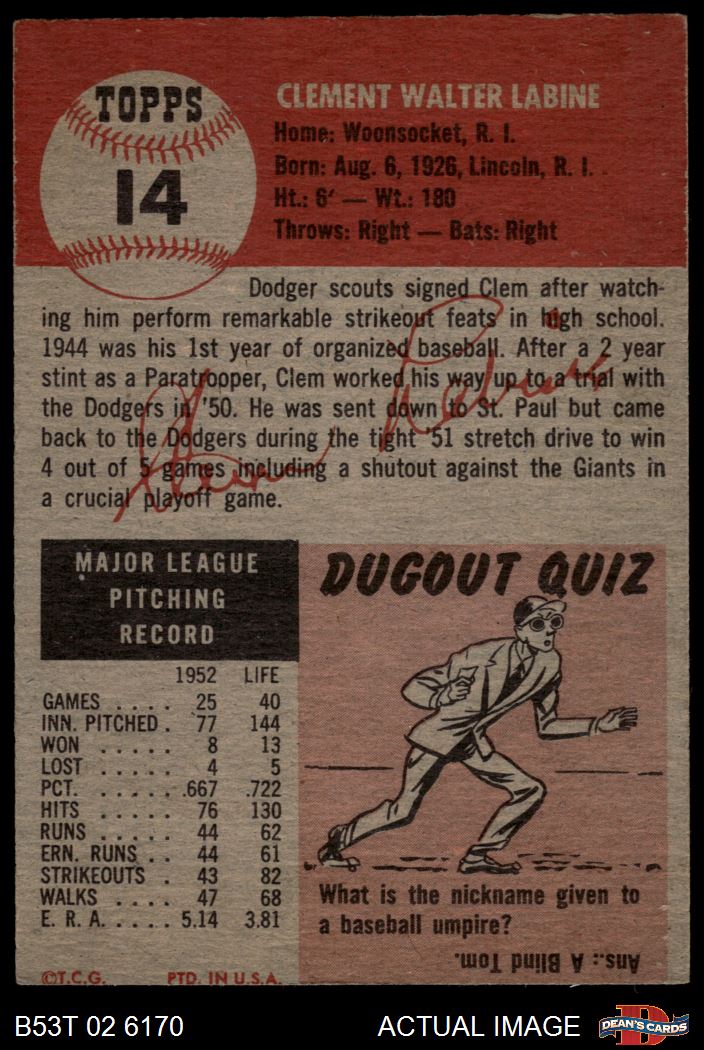 TOPPS
14
CLEMENT WALTER LABINE
Home: Woonsocket, R. I.
Born: Aug. 6, 1926, Lincoln, R. I.
Ht.: 6' — Wt.: 180
Throws: Right — Bats: Right
Dodger scouts signed Clem after watch-
ing him perform remarkable strikeout feats in high school.
1944 was his 1st year of organized baseball. After a 2 year
stint as a Paratrooper, Clem worked his way up to a trial with
the Dodgers in '50. He was sent down to St. Paul but came
back to the Dodgers during the tight '51 stretch drive to win
4 out of 5 games including a shutout against the Giants in
a crucial playoff game.
Clem Labine
MAJOR LEAGUE
PITCHING
RECORD
1952 LIFE
GAMES . . . . 25 40
INN. PITCHED . 77 144
WON . . . . . 8 13
LOST . . . . . 4 5
PCT. . . . . . .667 .722
HITS . . . . . 76 130
RUNS . . . . . 44 62
ERN. RUNS . . 44 61
STRIKEOUTS . 43 82
WALKS . . . . 47 68
E. R. A. . . . . 5.14 3.81
DUGOUT QUIZ
What is the nickname given to
a baseball umpire?
Ans.: A Blind Tom.
©T.C.G. PTD. IN U.S.A.
B53T 02 6170 ACTUAL IMAGE DEAN'S CARDS